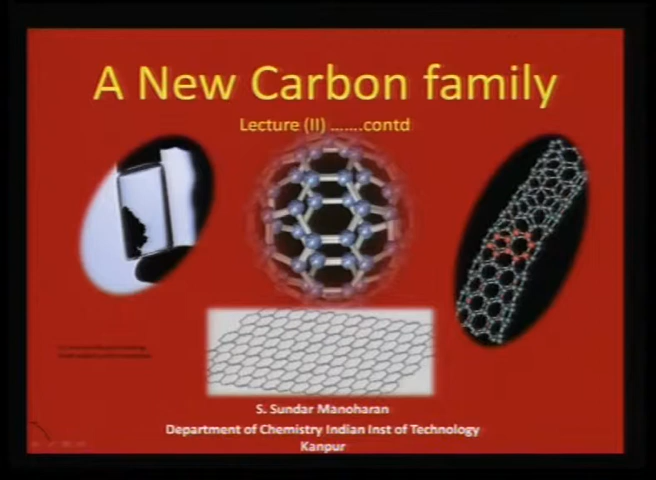 A New Carbon family
Lecture (II) .......contd
S. Sundar Manoharan
Department of Chemistry Indian Inst of Technology
Kanpur